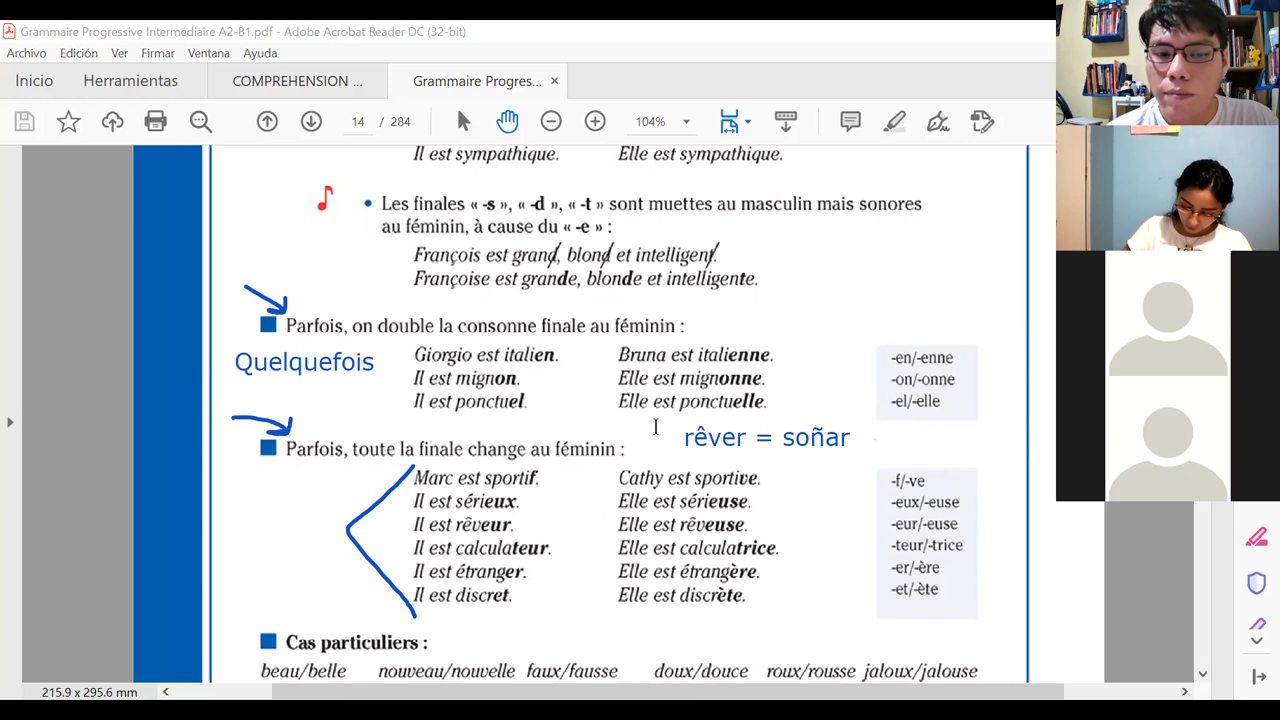 Grammaire Progressive Intermédiaire A2-B1.pdf - Adobe Acrobat Reader DC (32-bit)
Archivo Edición Ver Firmar Ventana Ayuda
Inicio Herramientas COMPREHENSION ... Grammaire Progres... ×
14 / 284 104%
Il est sympathique. Elle est sympathique.
• Les finales « -s », « -d », « -t » sont muettes au masculin mais sonores
au féminin, à cause du « -e » :
François est grand, blond et intelligent.
Françoise est grande, blonde et intelligente.
Parfois, on double la consonne finale au féminin :
Quelquefois
Giorgio est italien. Bruna est italienne. -en/-enne
Il est mignon. Elle est mignonne. -on/-onne
Il est ponctuel. Elle est ponctuelle. -el/-elle
rêver = soñar
Parfois, toute la finale change au féminin :
Marc est sportif. Cathy est sportive. -f/-ve
Il est sérieux. Elle est sérieuse. -eux/-euse
Il est rêveur. Elle est rêveuse. -eur/-euse
Il est calculateur. Elle est calculatrice. -teur/-trice
Il est étranger. Elle est étrangère. -er/-ère
Il est discret. Elle est discrète. -et/-ète
Cas particuliers :
beau/belle nouveau/nouvelle faux/fausse doux/douce roux/rousse jaloux/jalouse
215.9 x 295.6 mm